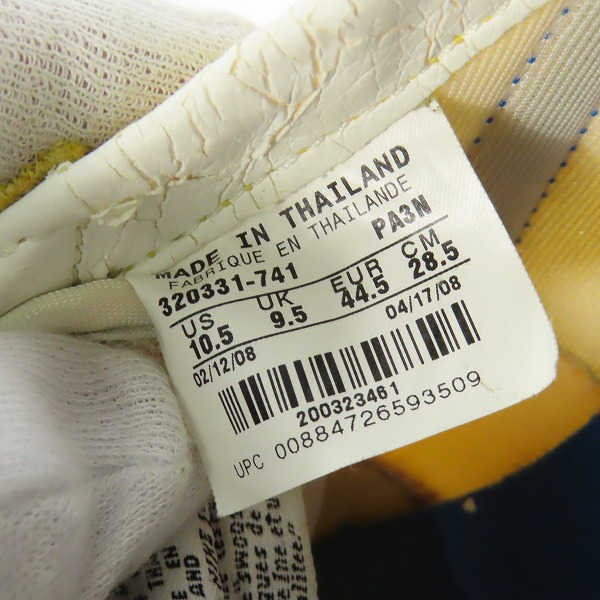 MADE IN THAILAND
FABRIQUE EN THAILANDE
320331-741 PA3N
US UK EUR CM
10.5 9.5 44.5 28.5
02/12/08 04/17/08
200323461
UPC 00884726593509